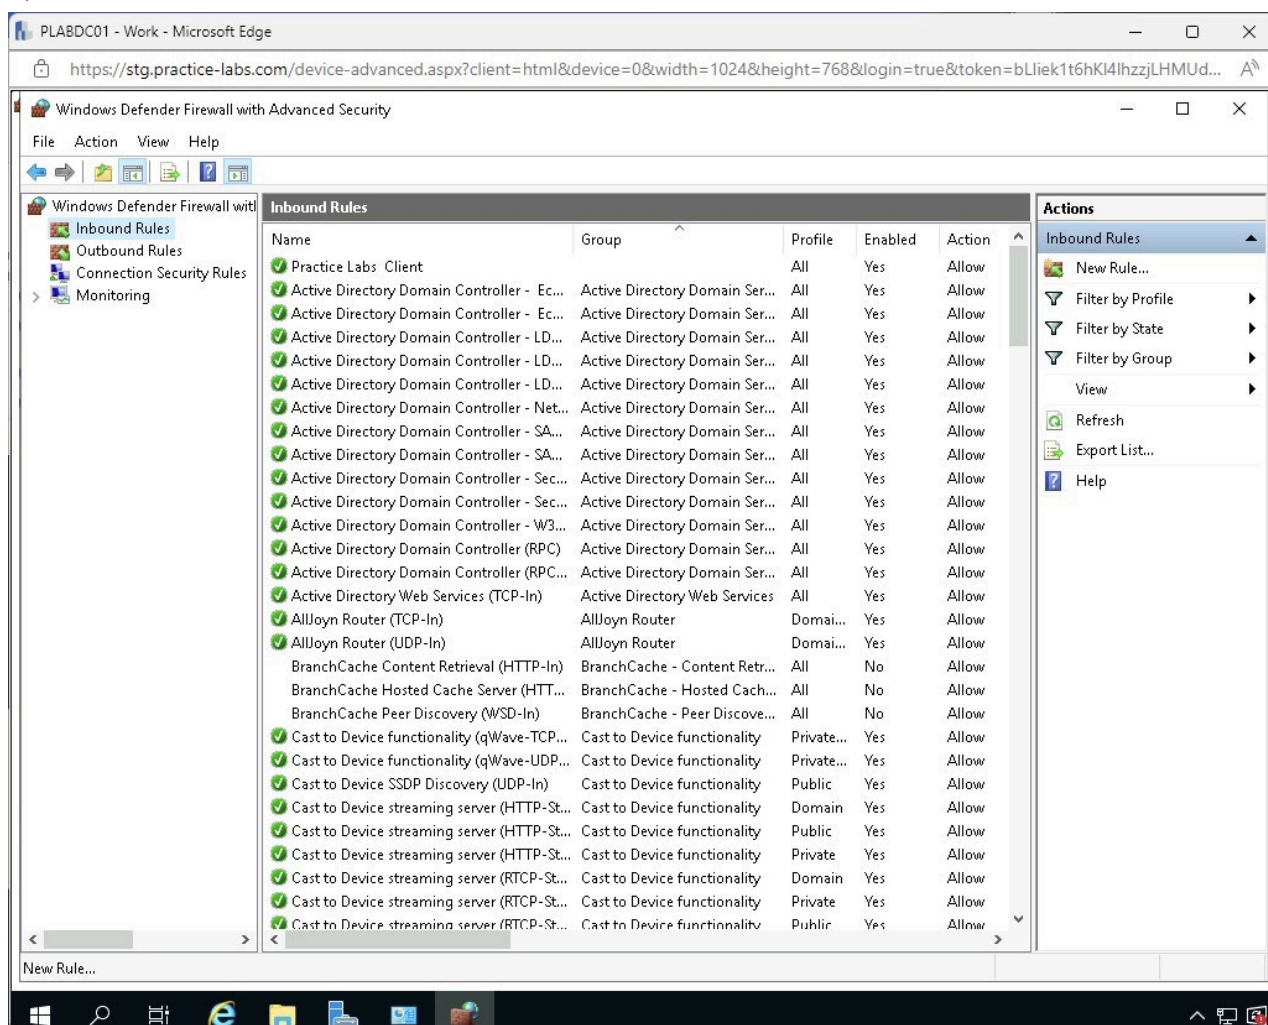 PLABDC01 - Work - Microsoft Edge
https://stg.practice-labs.com/device-advanced.aspx?client=html&device=0&width=1024&height=768&login=true&token=bLliek1t6hKl4lhzzjLHMUd...
Windows Defender Firewall with Advanced Security
File Action View Help
Windows Defender Firewall witl
Inbound Rules
Outbound Rules
Connection Security Rules
Monitoring
Inbound Rules
Name Group Profile Enabled Action
Practice Labs Client All Yes Allow
Active Directory Domain Controller - Ec... Active Directory Domain Ser... All Yes Allow
Active Directory Domain Controller - Ec... Active Directory Domain Ser... All Yes Allow
Active Directory Domain Controller - LD... Active Directory Domain Ser... All Yes Allow
Active Directory Domain Controller - LD... Active Directory Domain Ser... All Yes Allow
Active Directory Domain Controller - LD... Active Directory Domain Ser... All Yes Allow
Active Directory Domain Controller - Net... Active Directory Domain Ser... All Yes Allow
Active Directory Domain Controller - SA... Active Directory Domain Ser... All Yes Allow
Active Directory Domain Controller - SA... Active Directory Domain Ser... All Yes Allow
Active Directory Domain Controller - Sec... Active Directory Domain Ser... All Yes Allow
Active Directory Domain Controller - Sec... Active Directory Domain Ser... All Yes Allow
Active Directory Domain Controller - W3... Active Directory Domain Ser... All Yes Allow
Active Directory Domain Controller (RPC) Active Directory Domain Ser... All Yes Allow
Active Directory Domain Controller (RPC... Active Directory Domain Ser... All Yes Allow
Active Directory Web Services (TCP-In) Active Directory Web Services All Yes Allow
AllJoyn Router (TCP-In) AllJoyn Router Domai... Yes Allow
AllJoyn Router (UDP-In) AllJoyn Router Domai... Yes Allow
BranchCache Content Retrieval (HTTP-In) BranchCache - Content Retr... All No Allow
BranchCache Hosted Cache Server (HTT... BranchCache - Hosted Cach... All No Allow
BranchCache Peer Discovery (WSD-In) BranchCache - Peer Discove... All No Allow
Cast to Device functionality (qWave-TCP... Cast to Device functionality Private... Yes Allow
Cast to Device functionality (qWave-UDP... Cast to Device functionality Private... Yes Allow
Cast to Device SSDP Discovery (UDP-In) Cast to Device functionality Public Yes Allow
Cast to Device streaming server (HTTP-St... Cast to Device functionality Domain Yes Allow
Cast to Device streaming server (HTTP-St... Cast to Device functionality Public Yes Allow
Cast to Device streaming server (HTTP-St... Cast to Device functionality Private Yes Allow
Cast to Device streaming server (RTCP-St... Cast to Device functionality Domain Yes Allow
Cast to Device streaming server (RTCP-St... Cast to Device functionality Private Yes Allow
Cast to Device streaming server (RTCP-St... Cast to Device functionality Public Yes Allow
Actions
Inbound Rules
New Rule...
Filter by Profile
Filter by State
Filter by Group
View
Refresh
Export List...
Help
New Rule...